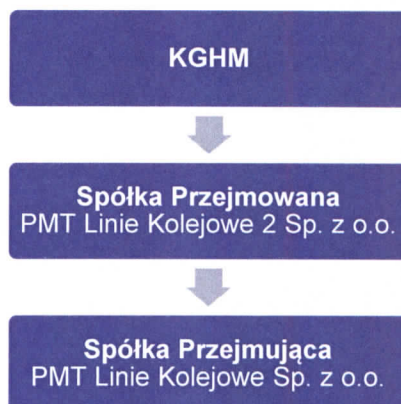 KGHM
Spółka Przejmowana
PMT Linie Kolejowe 2 Sp. z o.o.
Spółka Przejmująca
PMT Linie Kolejowe Sp. z o.o.